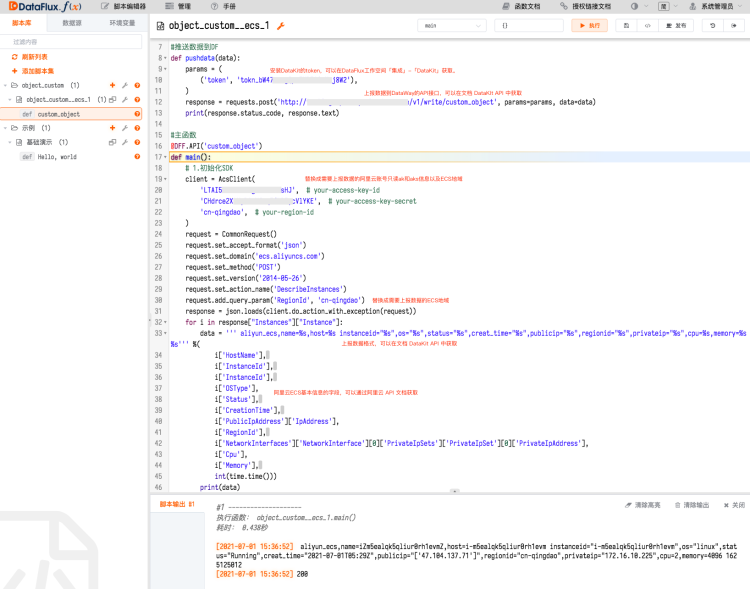 DataFlux.f(x)
脚本编辑器
管理
手册
函数文档
授权链接文档
简
系统管理员
脚本库
数据源
环境变量
过滤内容
刷新列表
添加脚本集
object_custom (1)
object_custom__ecs_1 (1)
def custom_object
示例 (1)
基础演示 (1)
def Hello, world
object_custom__ecs_1
main
{}
执行
发布
7 #推送数据到DF
8 def pushdata(data):
9 params = (
安装DataKit的token，可以在DataFlux工作空间「集成」-「DataKit」获取。
10 ('token', 'tokn_bW47 j8W2'),
11 )
上报数据到DataWay的API接口，可以在文档 DataKit API 中获取
12 response = requests.post('http:// /v1/write/custom_object', params=params, data=data)
13 print(response.status_code, response.text)
14
15 #主函数
16 @DFF.API('custom_object')
17 def main():
18 # 1.初始化SDK
19 client = AcsClient(
替换成需要上报数据的阿里云账号只读ak和aks信息以及ECS地域
20 'LTAI5 sHJ', # your-access-key-id
21 'CHdrce2X cVlYKE', # your-access-key-secret
22 'cn-qingdao', # your-region-id
23 )
24 request = CommonRequest()
25 request.set_accept_format('json')
26 request.set_domain('ecs.aliyuncs.com')
27 request.set_method('POST')
28 request.set_version('2014-05-26')
29 request.set_action_name('DescribeInstances')
30 request.add_query_param('RegionId', 'cn-qingdao') 替换成需要上报数据的ECS地域
31 response = json.loads(client.do_action_with_exception(request))
32 for i in response["Instances"]["Instance"]:
33 data = ''' aliyun_ecs,name=%s,host=%s instanceid="%s",os="%s",status="%s",creat_time="%s",publicip="%s",regionid="%s",privateip="%s",cpu=%s,memory=%s
%s''' %(
上报数据格式，可以在文档 DataKit API 中获取
34 i['HostName'],
35 i['InstanceId'],
36 i['InstanceId'],
37 i['OSType'],
阿里云ECS基本信息的字段，可以通过阿里云 API 文档获取
38 i['Status'],
39 i['CreationTime'],
40 i['PublicIpAddress']['IpAddress'],
41 i['RegionId'],
42 i['NetworkInterfaces']['NetworkInterface'][0]['PrivateIpSets']['PrivateIpSet'][0]['PrivateIpAddress'],
43 i['Cpu'],
44 i['Memory'],
45 int(time.time()))
46 print(data)
脚本输出 #1
清除高亮
清除输出
关闭
#1 --------------------
执行函数： object_custom__ecs_1.main()
耗时： 0.438秒
[2021-07-01 15:36:52] aliyun_ecs,name=iZm5ealqk5qliur0rh1evmZ,host=i-m5ealqk5qliur0rh1evm instanceid="i-m5ealqk5qliur0rh1evm",os="linux",sta
tus="Running",creat_time="2021-07-01T05:29Z",publicip="['47.104.137.71']",regionid="cn-qingdao",privateip="172.16.10.225",cpu=2,memory=4096 162
5125012
[2021-07-01 15:36:52] 200